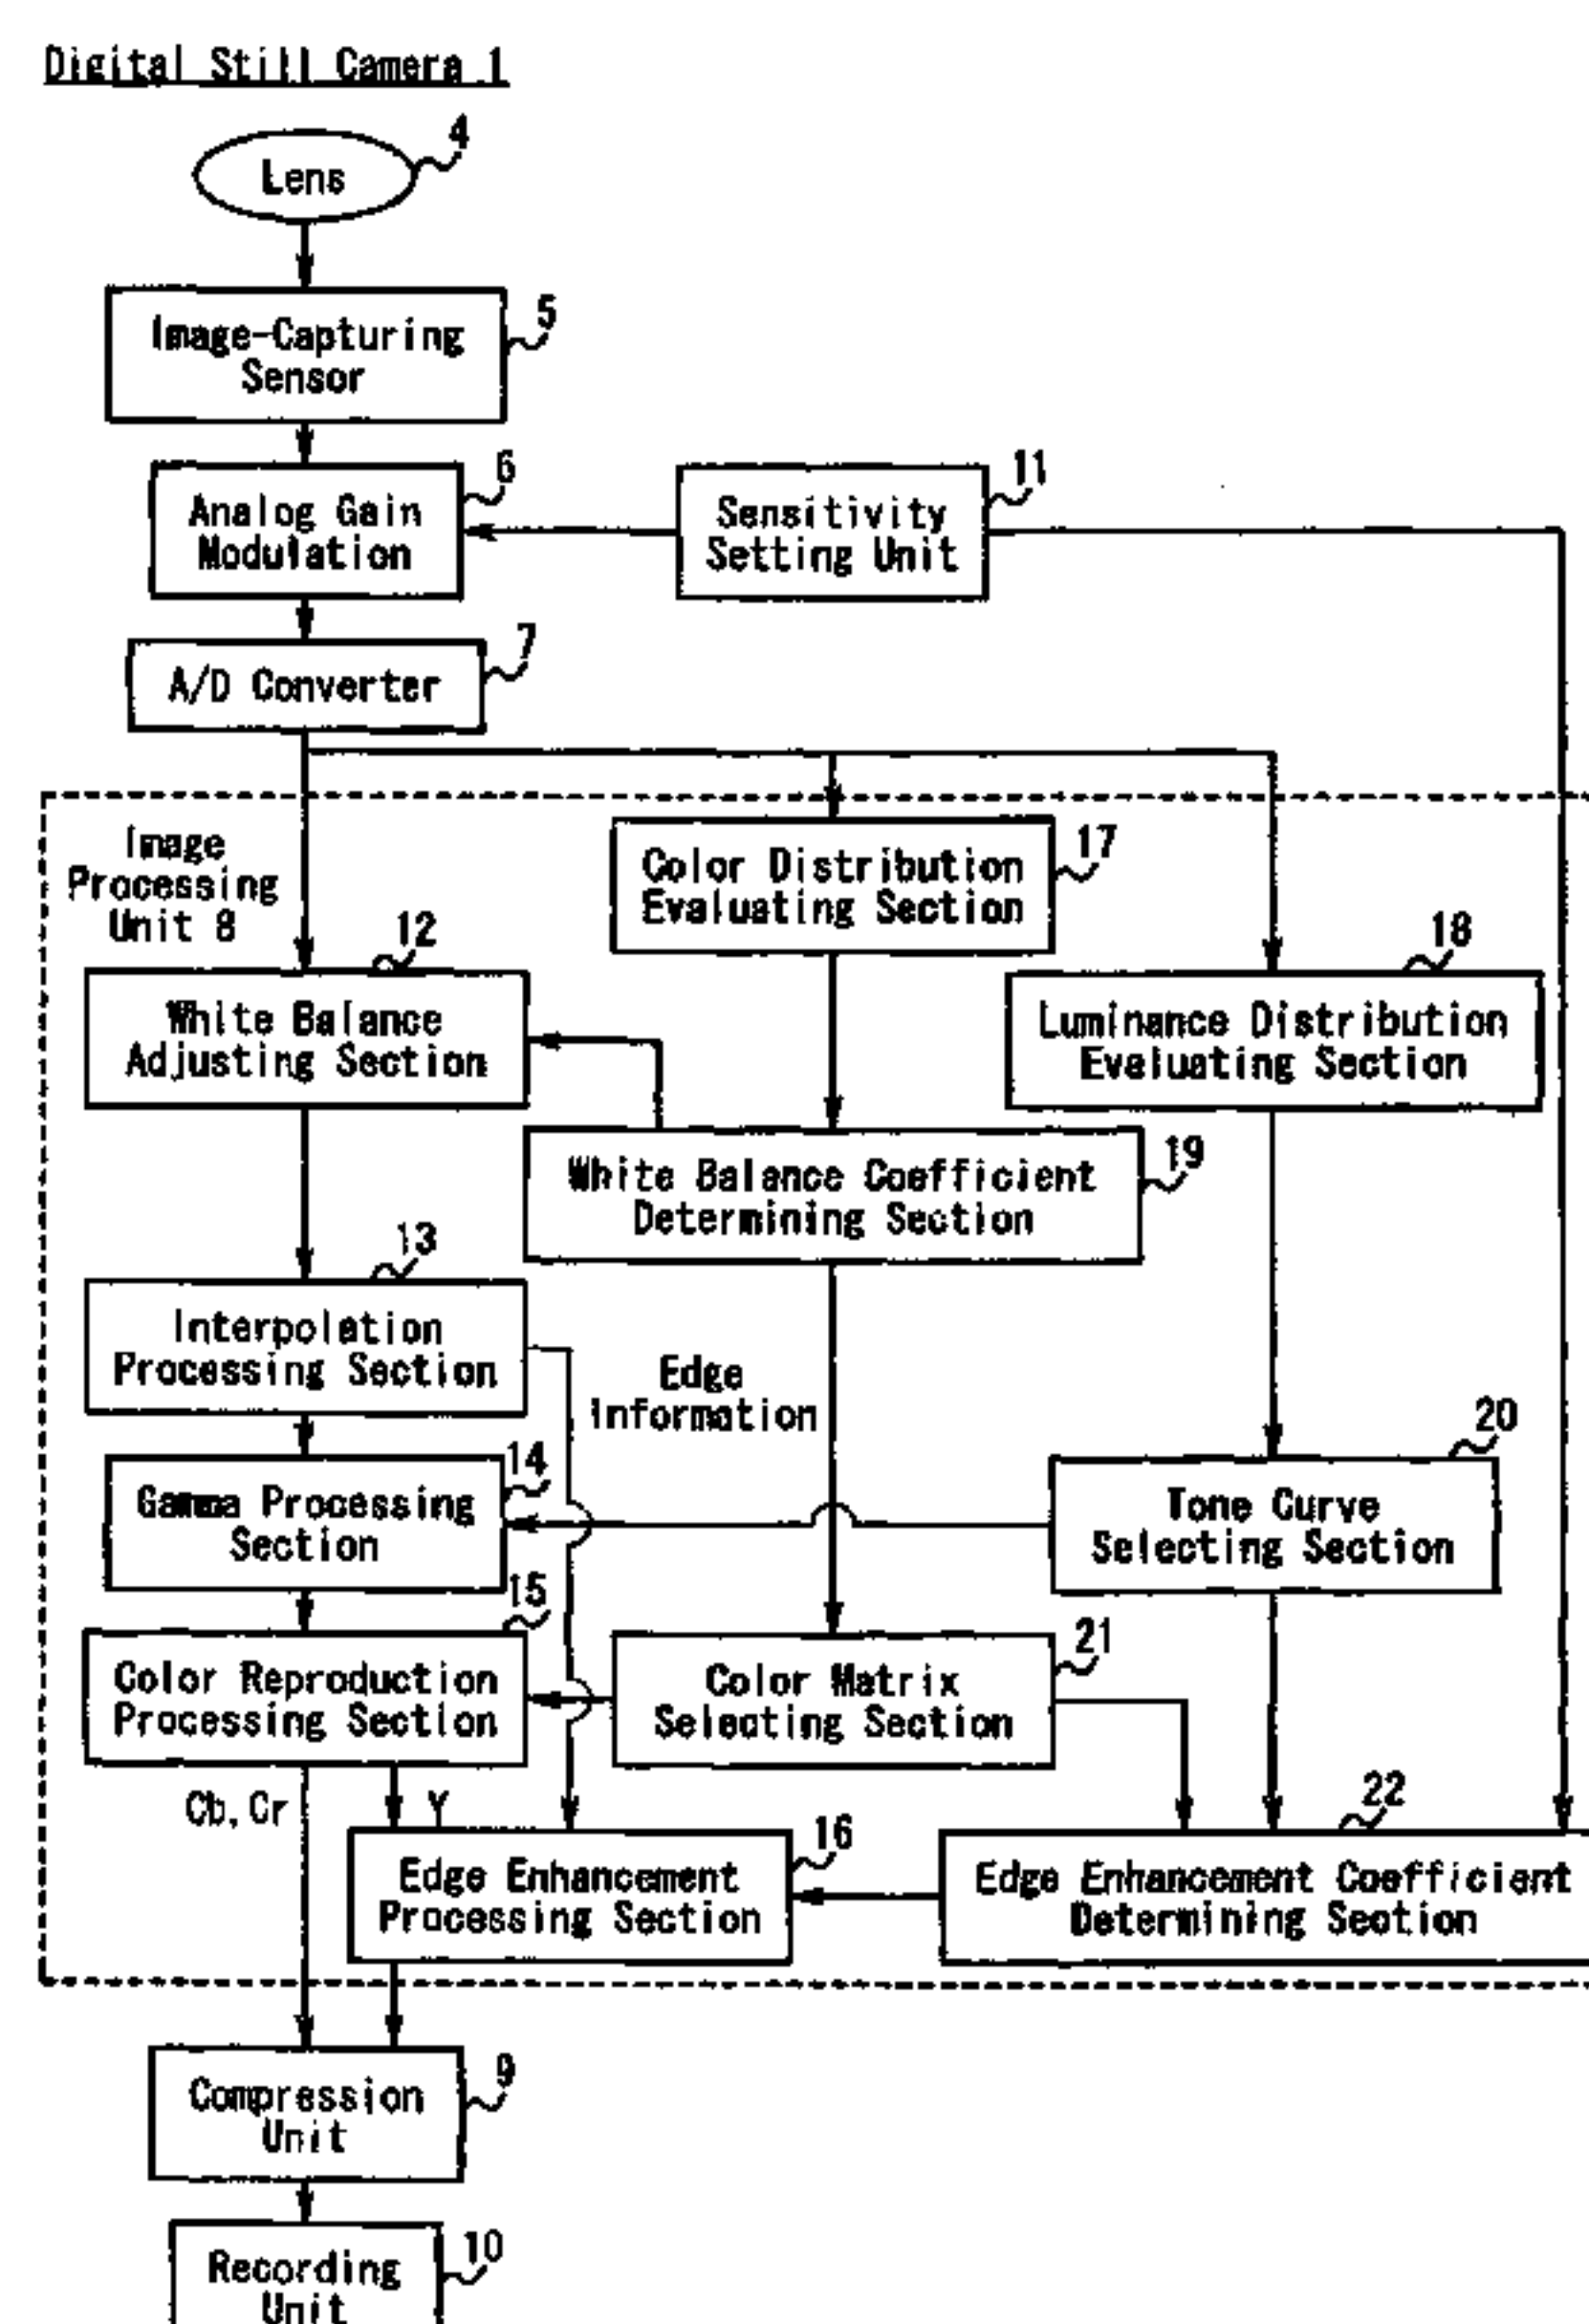 Digital Still Camera 1
4
Lens
5
Image-Capturing
Sensor
6
Analog Gain
Modulation
11
Sensitivity
Setting Unit
7
A/D Converter
Image
Processing
Unit 8
17
Color Distribution
Evaluating Section
12
White Balance
Adjusting Section
18
Luminance Distribution
Evaluating Section
19
White Balance Coefficient
Determining Section
13
Interpolation
Processing Section
Edge
Information
14
Gamma Processing
Section
20
Tone Curve
Selecting Section
15
Color Reproduction
Processing Section
21
Color Matrix
Selecting Section
Cb, Cr
Y
16
Edge Enhancement
Processing Section
22
Edge Enhancement Coefficient
Determining Section
9
Compression
Unit
10
Recording
Unit